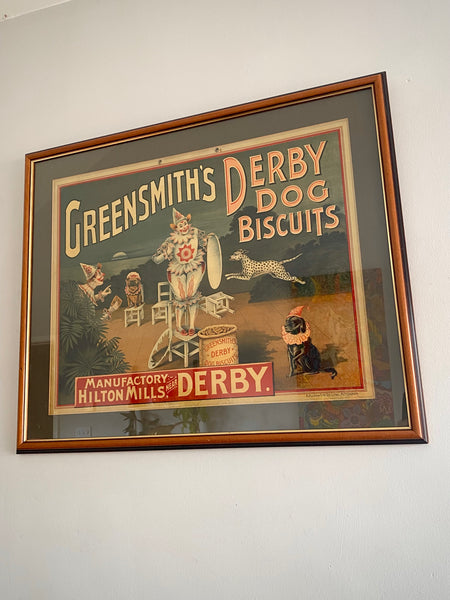 GREENSMITH'S
DERBY
DOG
BISCUITS
GREENSMITH'S
DERBY
DOG BISCUITS
MANUFACTORY
HILTON MILLS, NEAR DERBY.